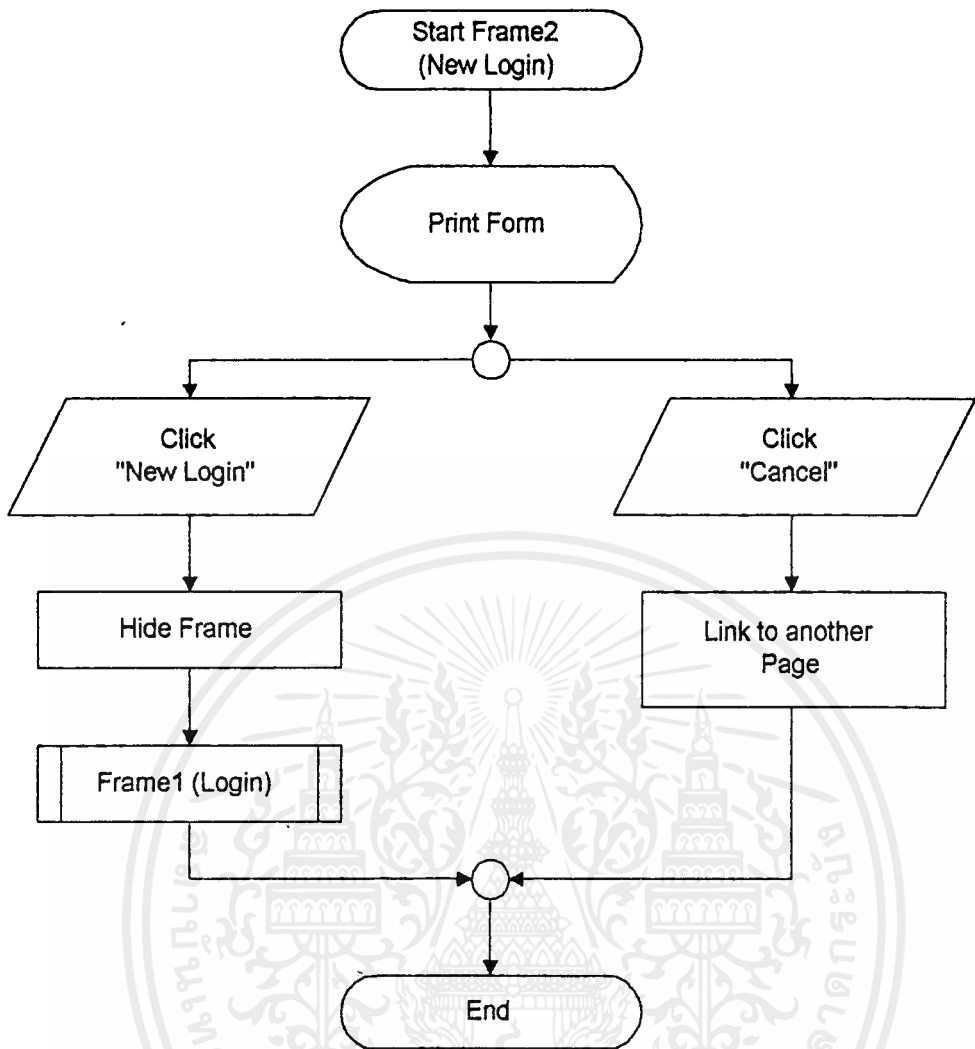 Start Frame2
(New Login)
Print Form
Click
"New Login"
Click
"Cancel"
Hide Frame
Link to another
Page
Frame1 (Login)
End